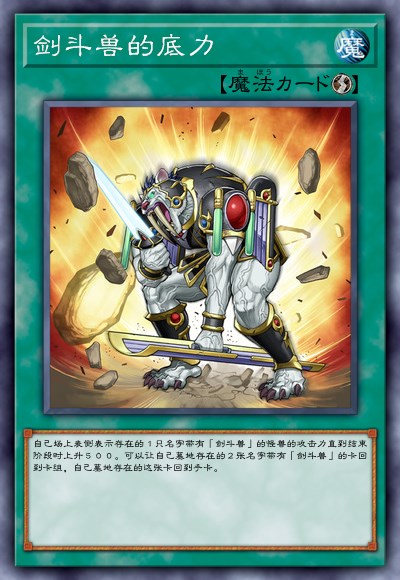 剑斗兽的底力
魔
【魔法カード】
まほう
自己场上表侧表示存在的１只名字带有「剑斗兽」的怪兽的攻击力直到结束
阶段时上升５００。可以让自己墓地存在的２张名字带有「剑斗兽」的卡回
到卡组，自己墓地存在的这张卡回到手卡。